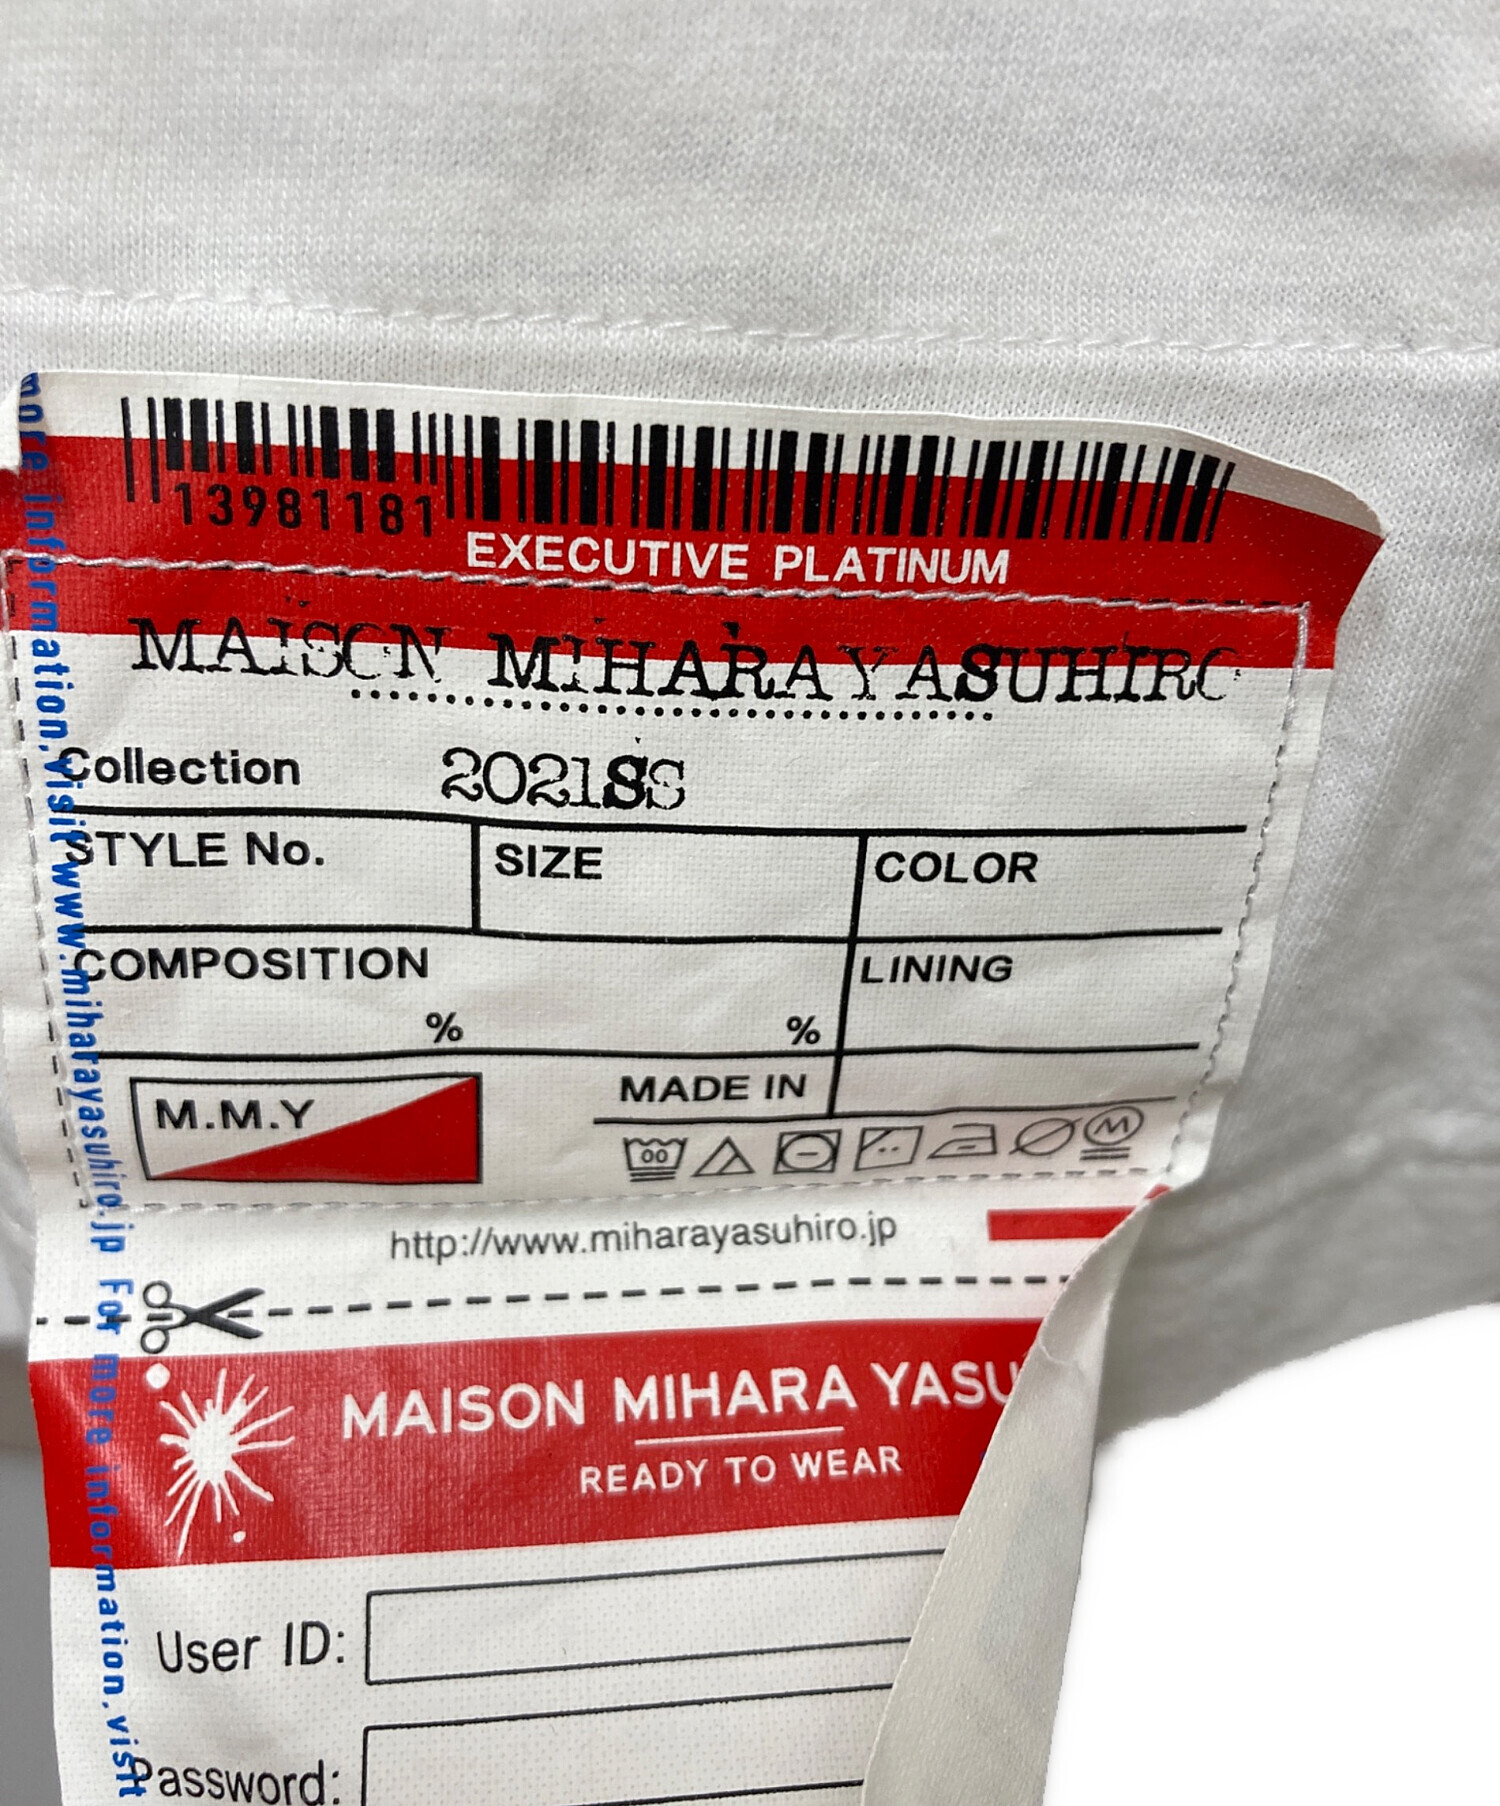 13981181
EXECUTIVE PLATINUM
MAISON MIHARAYASUHIRO
Collection 2021SS
STYLE No. SIZE COLOR
COMPOSITION LINING
% %
M.M.Y MADE IN
00 M
http://www.miharayasuhiro.jp
MAISON MIHARA YASU
READY TO WEAR
User ID:
Password:
more information.visit www.miharayasuhiro.jp For more information.visit